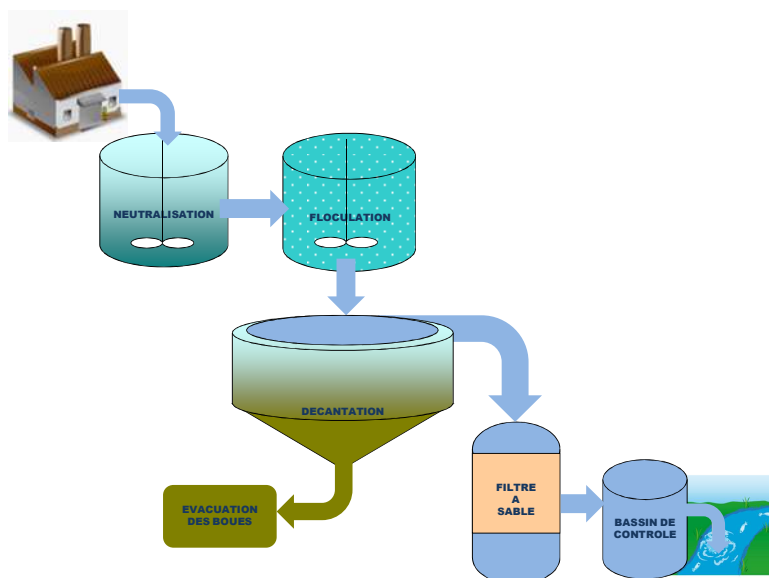 NEUTRALISATION
FLOCULATION
DECANTATION
EVACUATION
DES BOUES
FILTRE
A
SABLE
BASSIN DE
CONTROLE